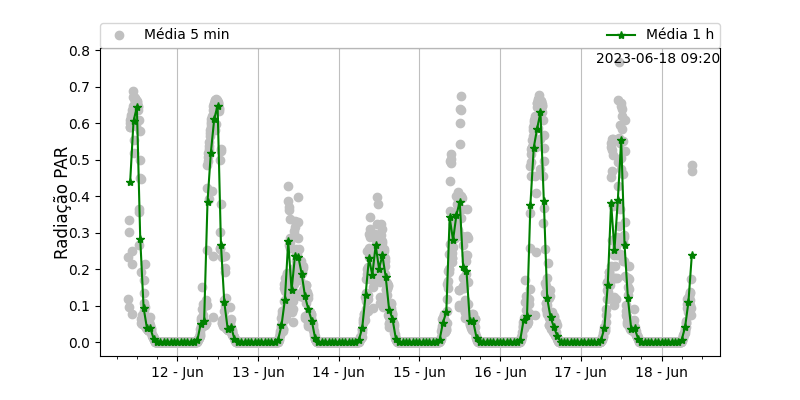 Média 5 min
Média 1 h
2023-06-18 09:20
Radiação PAR
0.8
0.7
0.6
0.5
0.4
0.3
0.2
0.1
0.0
12 - Jun
13 - Jun
14 - Jun
15 - Jun
16 - Jun
17 - Jun
18 - Jun